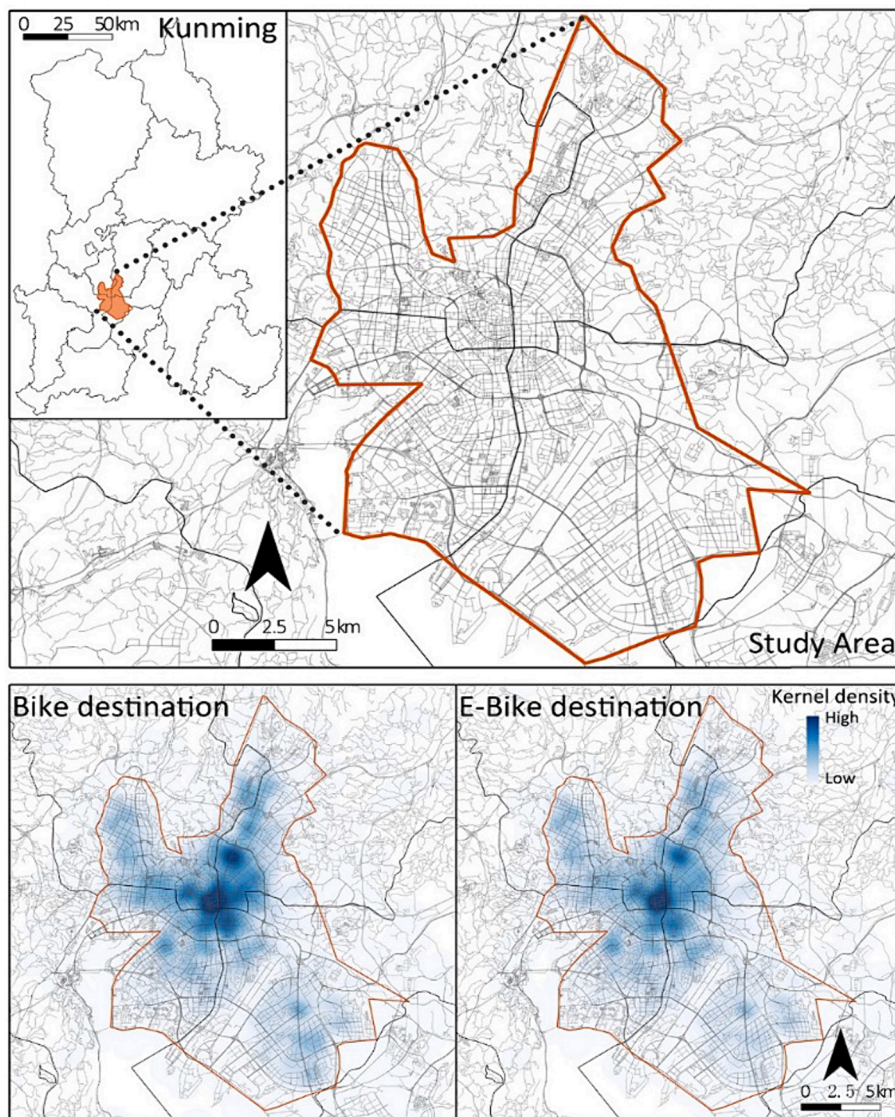 0 25 50km
Kunming
0 2.5 5km
Study Area
Bike destination
E-Bike destination
Kernel density
High
Low
0 2.5 5km